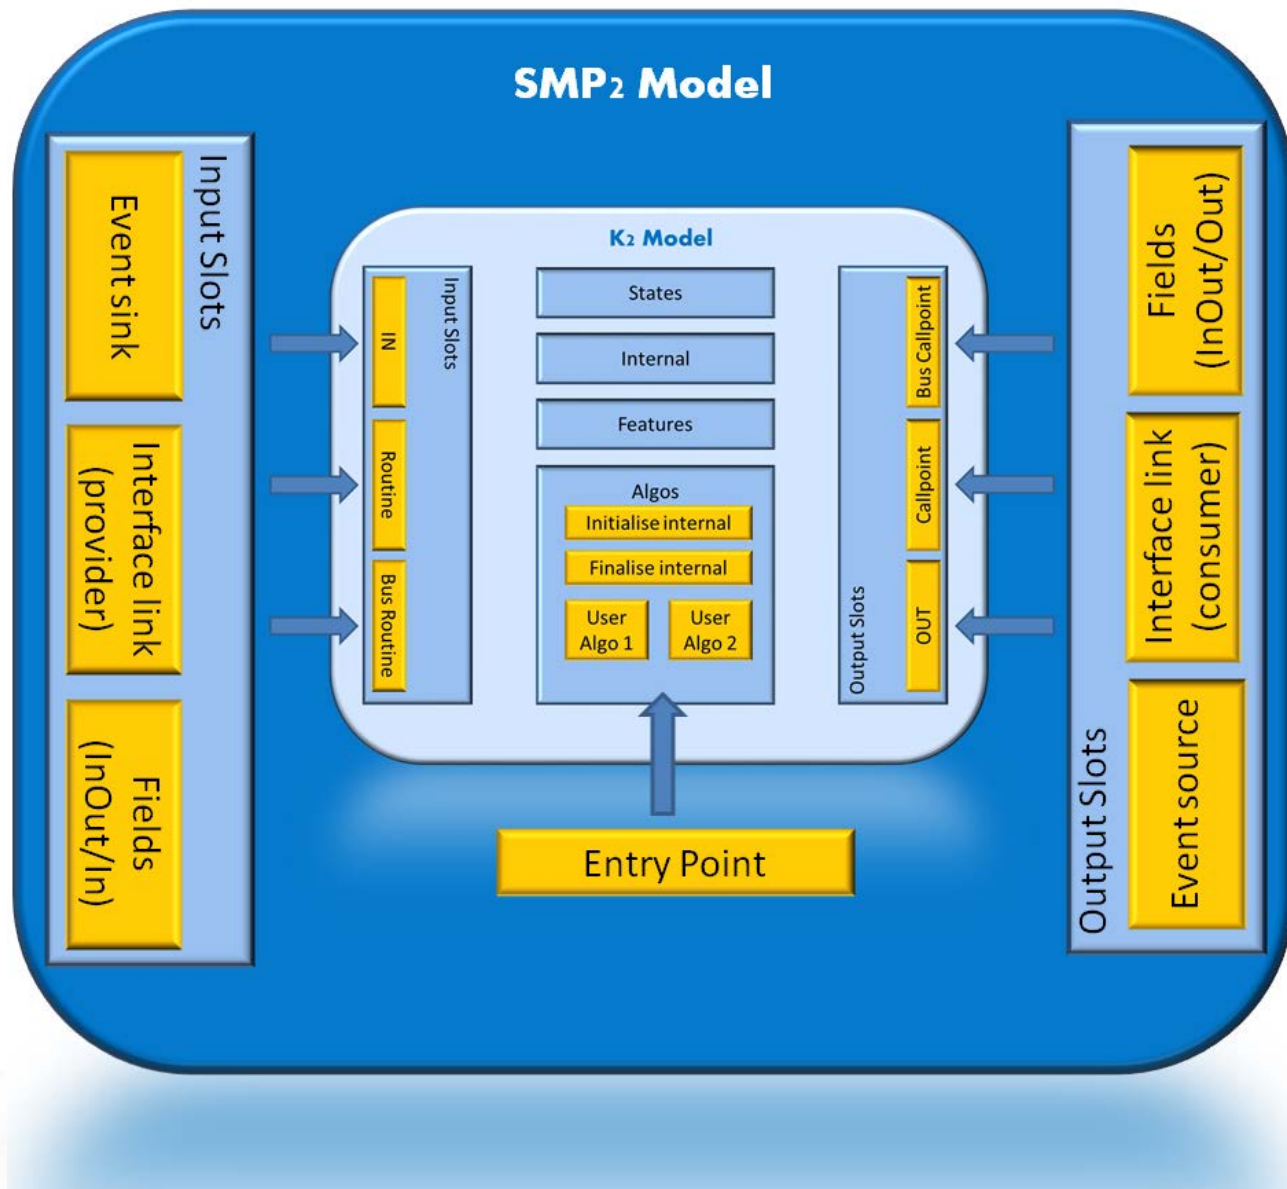 SMP2 Model
Input Slots
Event sink
Interface link
(provider)
Fields
(InOut/In)
K2 Model
Input Slots
IN
Routine
Bus Routine
States
Internal
Features
Algos
Initialise internal
Finalise internal
User
Algo 1
User
Algo 2
Bus Callpoint
Callpoint
OUT
Output Slots
Entry Point
Fields
(InOut/Out)
Interface link
(consumer)
Event source
Output Slots